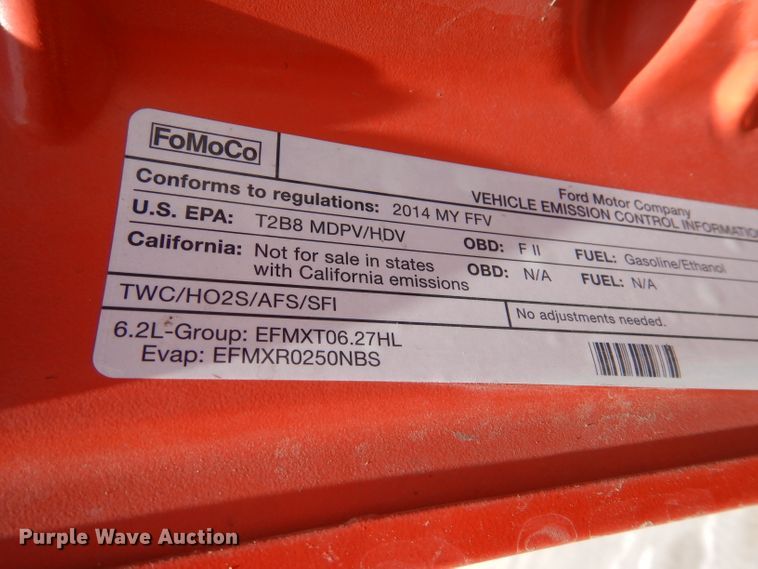 FoMoCo
Ford Motor Company
VEHICLE EMISSION CONTROL INFORMATION
Conforms to regulations: 2014 MY FFV
U.S. EPA: T2B8 MDPV/HDV OBD: F II FUEL: Gasoline/Ethanol
California: Not for sale in states with California emissions OBD: N/A FUEL: N/A
TWC/HO2S/AFS/SFI
No adjustments needed.
6.2L-Group: EFMXT06.27HL
Evap: EFMXR0250NBS
Purple Wave Auction